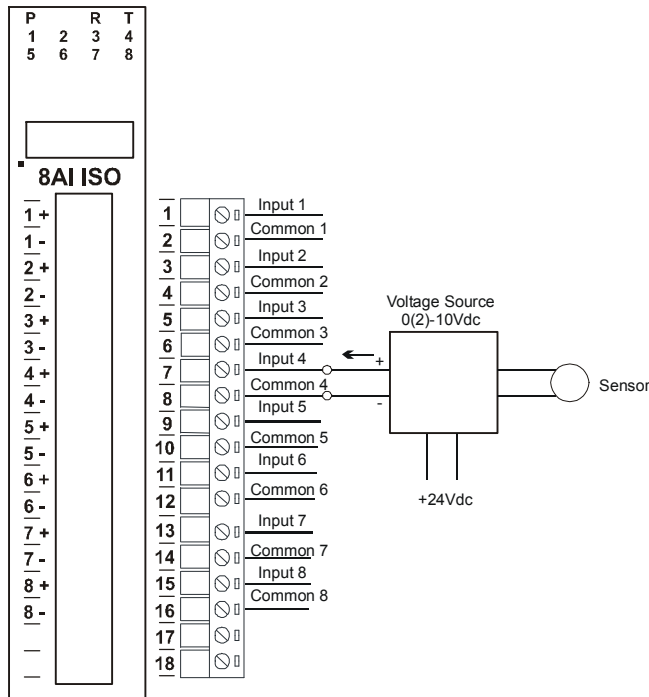 P R T
1 2 3 4
5 6 7 8
8AI ISO
1 +
1 -
2 +
2 -
3 +
3 -
4 +
4 -
5 +
5 -
6 +
6 -
7 +
7 -
8 +
8 -
1 Input 1
2 Common 1
3 Input 2
4 Common 2
5 Input 3
6 Common 3
7 Input 4
8 Common 4
9 Input 5
10 Common 5
11 Input 6
12 Common 6
13 Input 7
14 Common 7
15 Input 8
16 Common 8
17
18
Voltage Source
0(2)-10Vdc
+
-
Sensor
+24Vdc